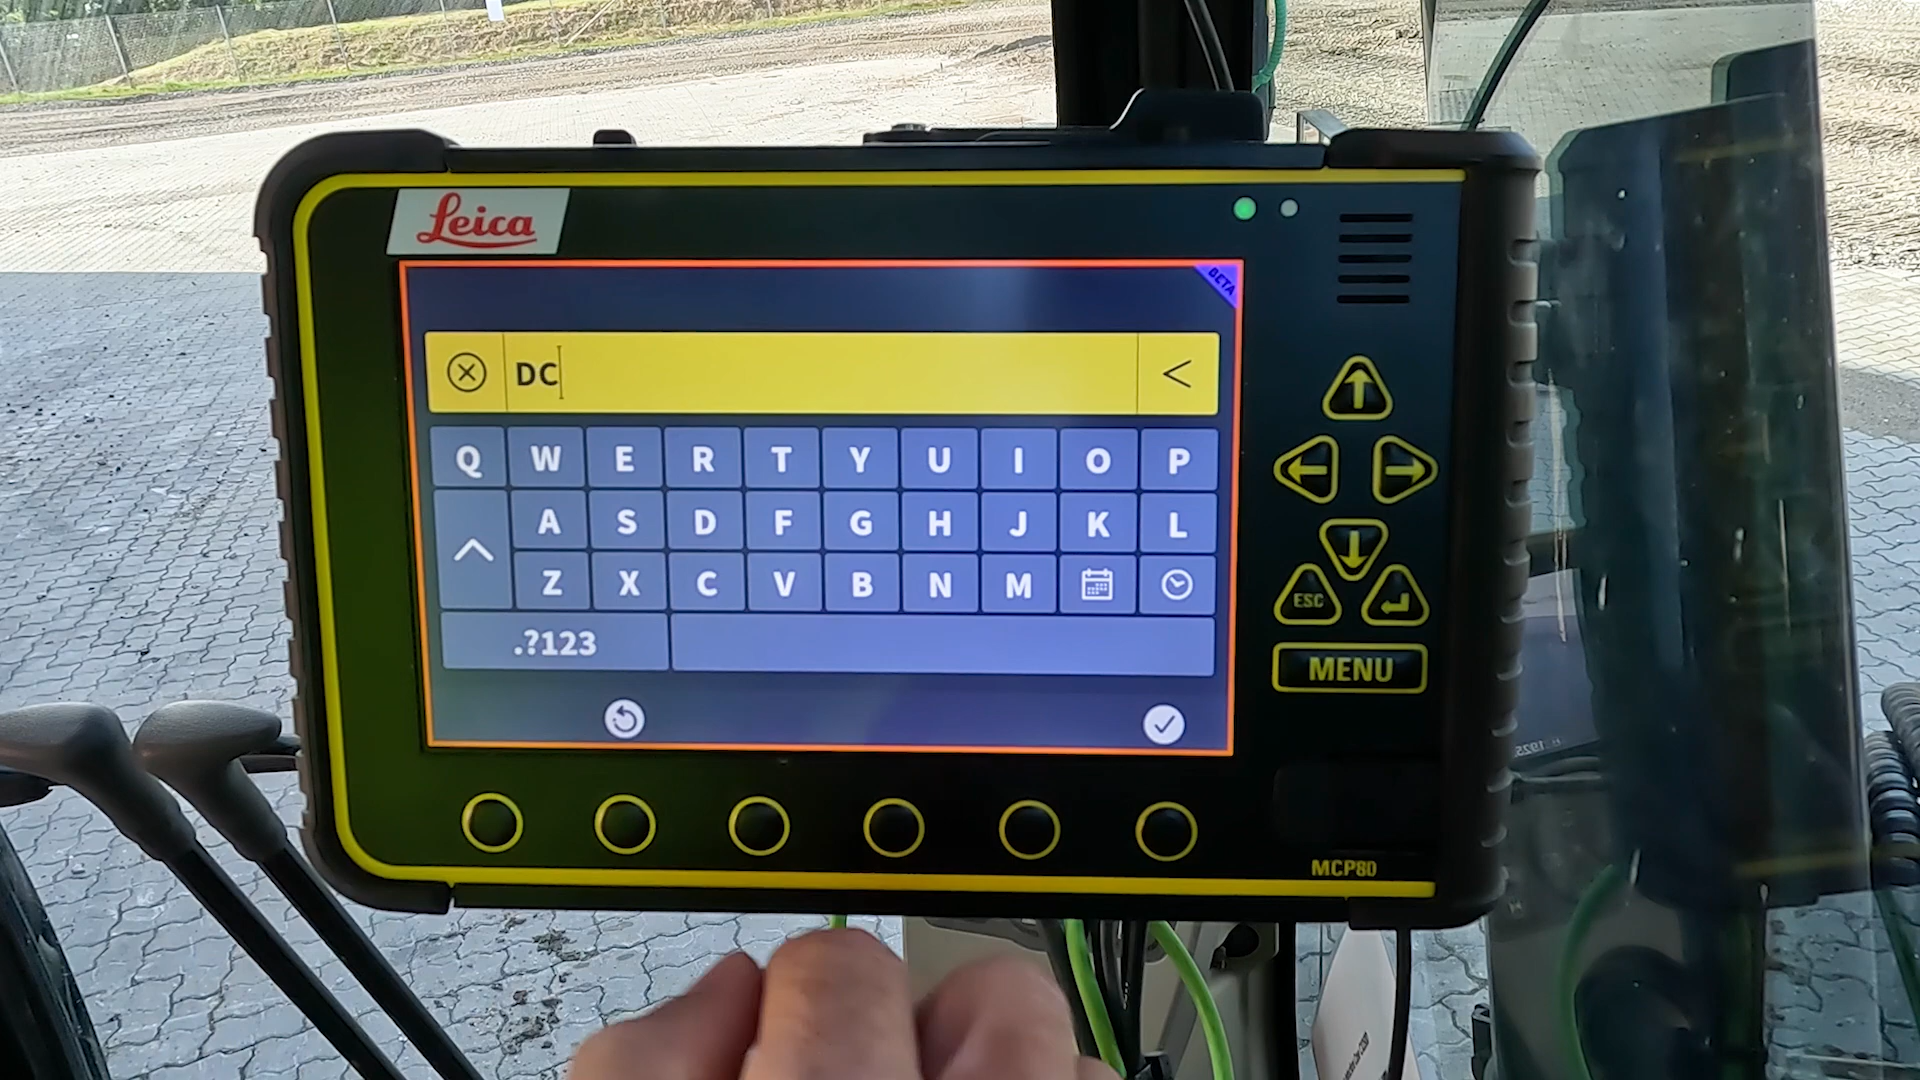 Leica
BETA
DC
<
Q W E R T Y U I O P
A S D F G H J K L
Z X C V B N M
.?123
ESC
MENU
MCP80